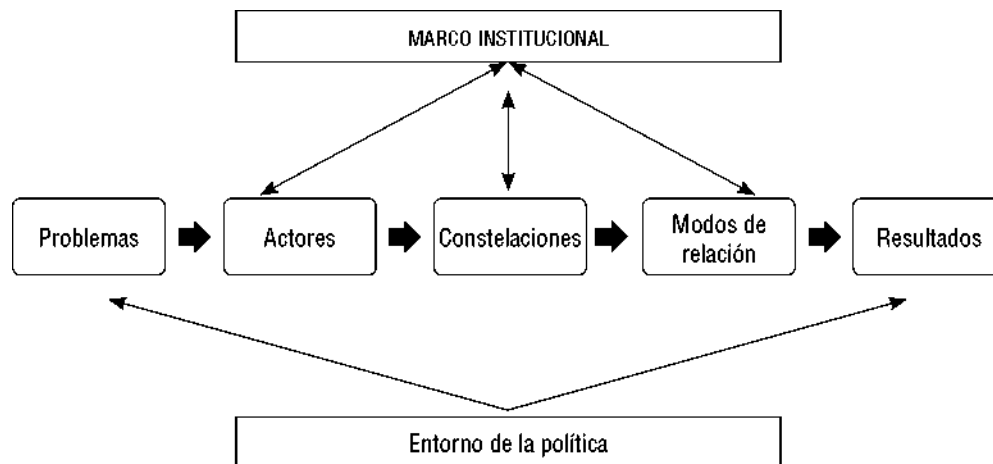 MARCO INSTITUCIONAL
Problemas
Actores
Constelaciones
Modos de
relación
Resultados
Entorno de la política